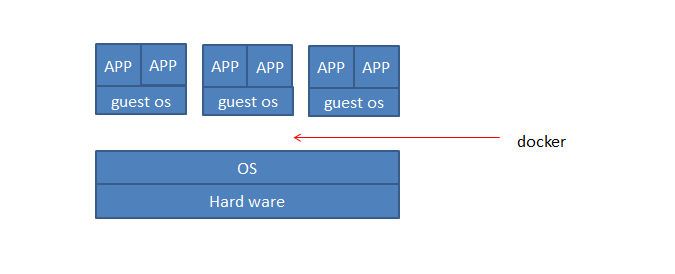 APP APP APP APP APP APP
guest os guest os guest os
docker
OS
Hard ware